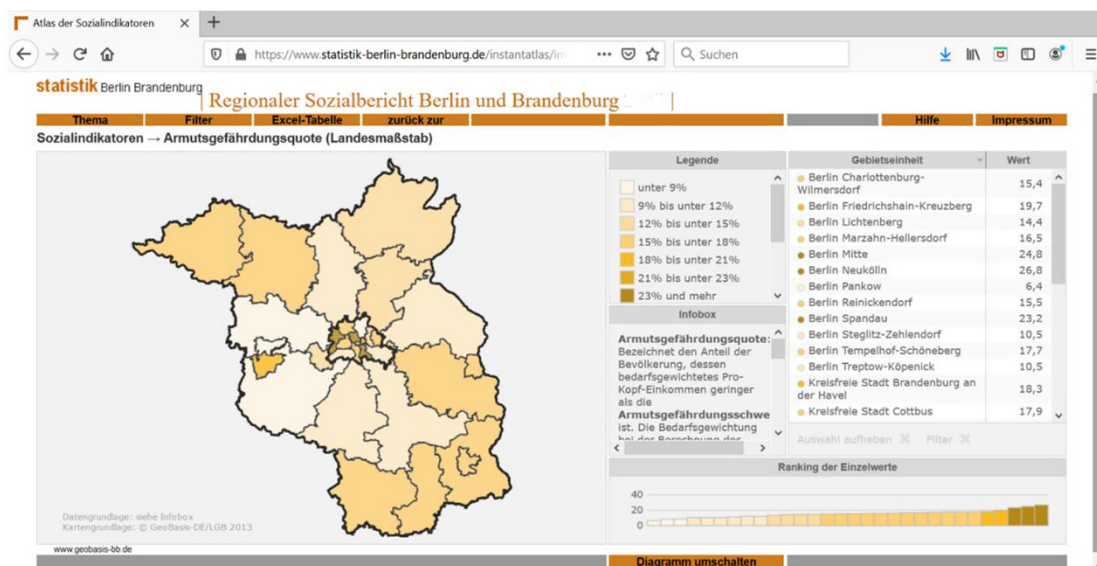 Atlas der Sozialindikatoren
https://www.statistik-berlin-brandenburg.de/instantatlas/in
Suchen
statistik Berlin Brandenburg
| Regionaler Sozialbericht Berlin und Brandenburg |
Thema Filter Excel-Tabelle zurück zur Hilfe Impressum
Sozialindikatoren → Armutsgefährdungsquote (Landesmaßstab)
Legende
unter 9%
9% bis unter 12%
12% bis unter 15%
15% bis unter 18%
18% bis unter 21%
21% bis unter 23%
23% und mehr
Infobox
Armutsgefährdungsquote:
Bezeichnet den Anteil der
Bevölkerung, dessen
bedarfsgewichtetes Pro-
Kopf-Einkommen geringer
als die
Armutsgefährdungsschwe
ist. Die Bedarfsgewichtung
bei der Berechnung des
Gebietseinheit Wert
Berlin Charlottenburg-
Wilmersdorf 15,4
Berlin Friedrichshain-Kreuzberg 19,7
Berlin Lichtenberg 14,4
Berlin Marzahn-Hellersdorf 16,5
Berlin Mitte 24,8
Berlin Neukölln 26,8
Berlin Pankow 6,4
Berlin Reinickendorf 15,5
Berlin Spandau 23,2
Berlin Steglitz-Zehlendorf 10,5
Berlin Tempelhof-Schöneberg 17,7
Berlin Treptow-Köpenick 10,5
Kreisfreie Stadt Brandenburg an
der Havel 18,3
Kreisfreie Stadt Cottbus 17,9
Auswahl aufheben Filter
Ranking der Einzelwerte
40
20
0
Datengrundlage: siehe Infobox
Kartengrundlage: © GeoBasis-DE/LGB 2013
www.geobasis-bb.de
Diagramm umschalten